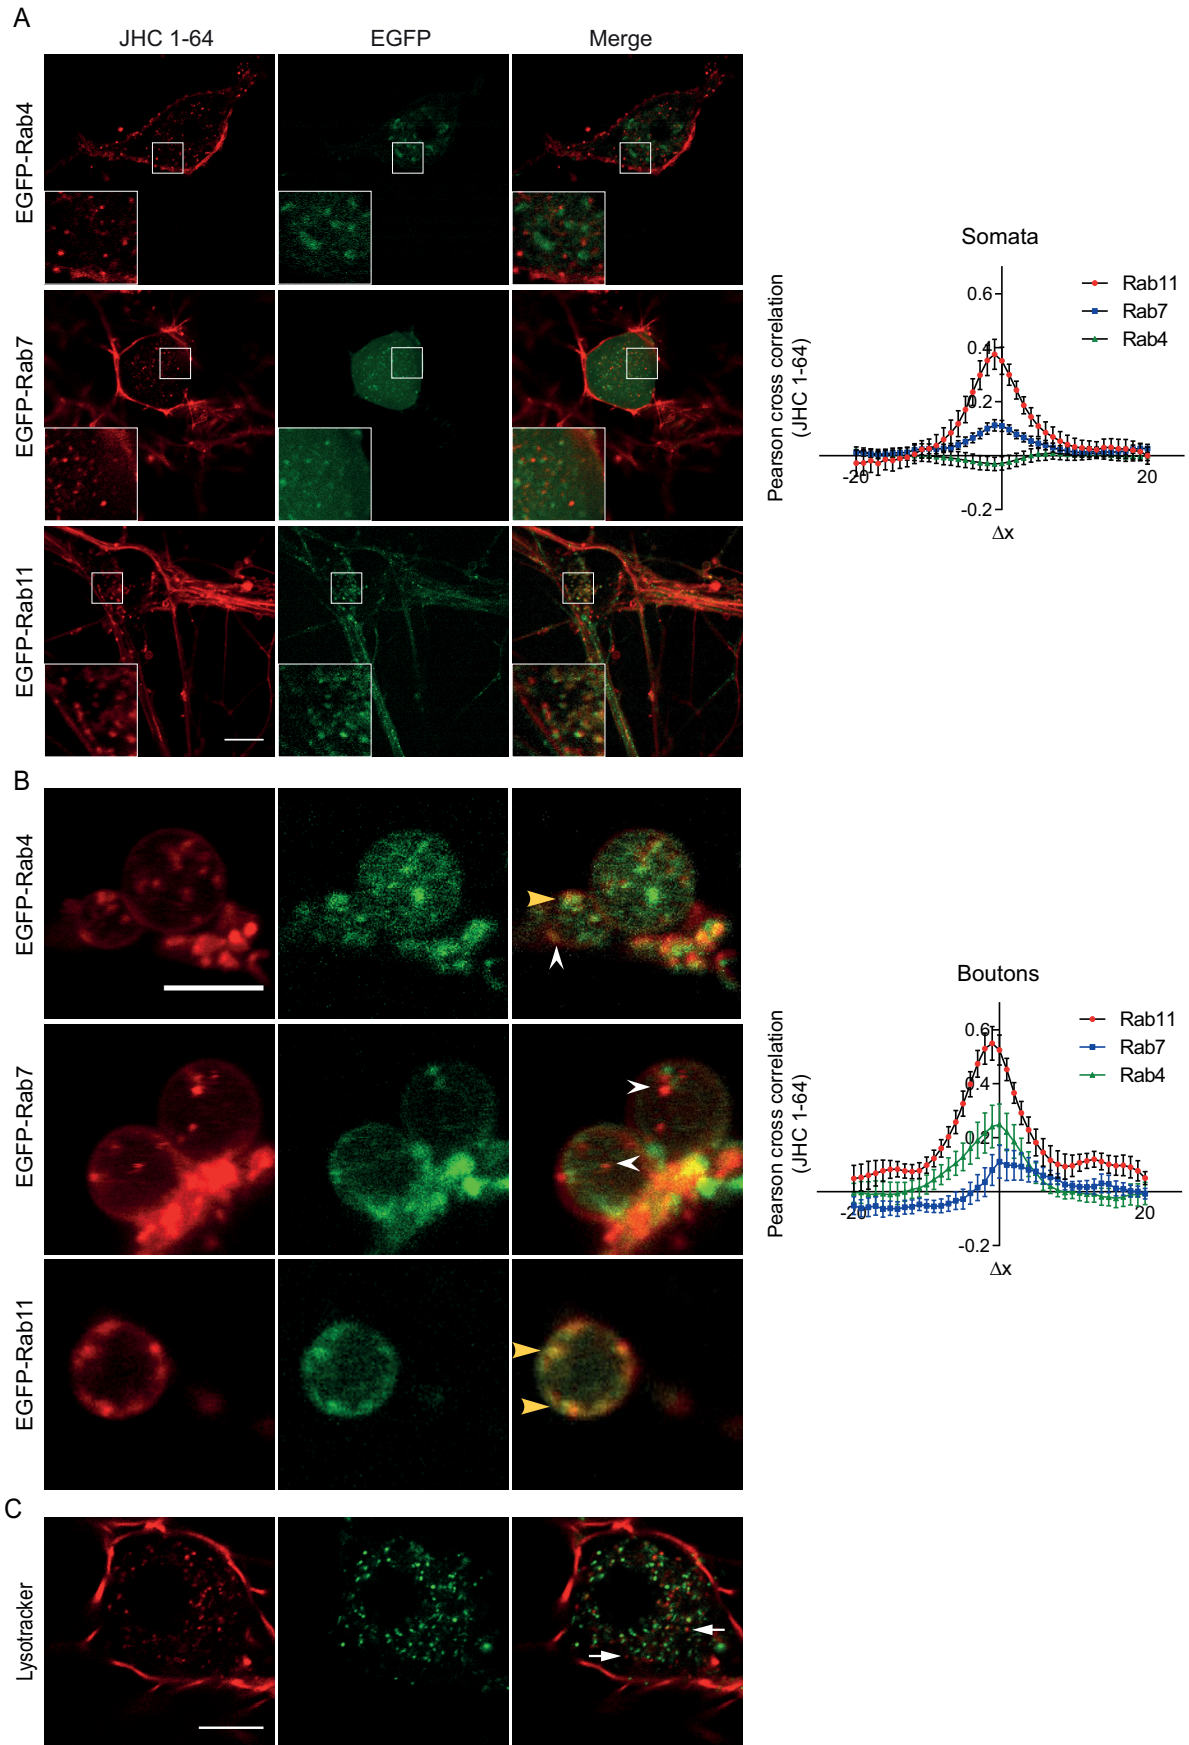 A
JHC 1-64 EGFP Merge
EGFP-Rab4
EGFP-Rab7
EGFP-Rab11
Somata
Pearson cross correlation
(JHC 1-64)
0.6
0.4
0.2
-0.2
-20 20
Δx
Rab11
Rab7
Rab4
B
EGFP-Rab4
EGFP-Rab7
EGFP-Rab11
Boutons
Pearson cross correlation
(JHC 1-64)
0.6
0.4
0.2
-0.2
-20 20
Δx
Rab11
Rab7
Rab4
C
Lysotracker